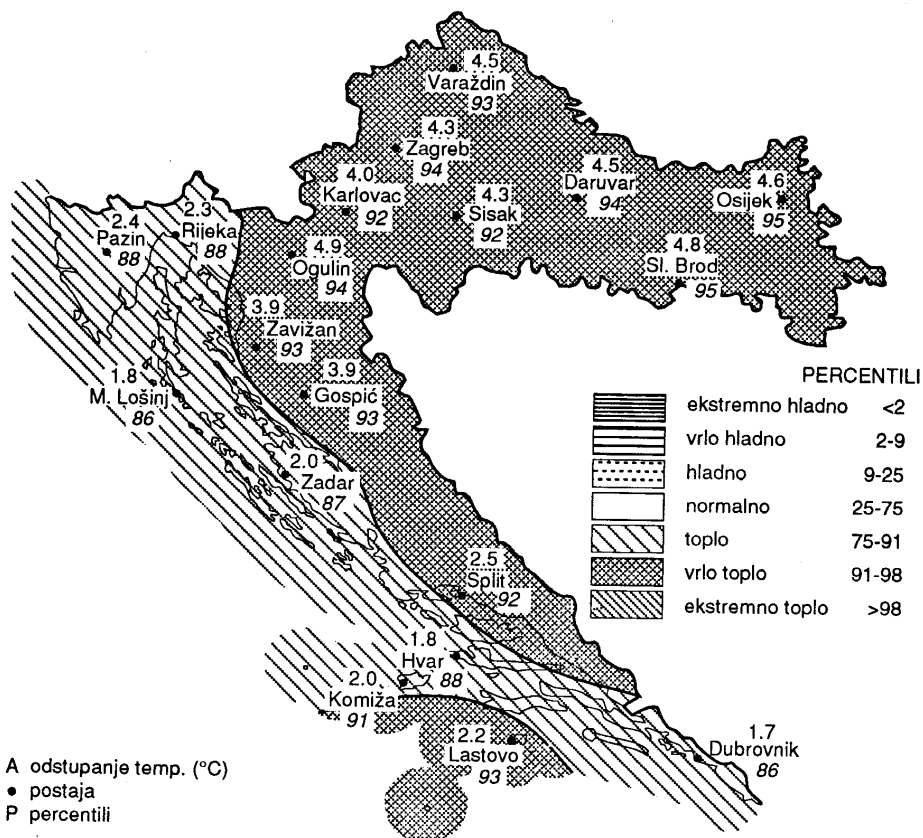 4.5
Varaždin
93
4.3
Zagreb
94
4.0
Karlovac
92
4.3
Sisak
92
4.5
Daruvar
94
4.6
Osijek
95
4.8
Sl. Brod
95
2.4
Pazin
88
2.3
Rijeka
88
4.9
Ogulin
94
3.9
Zavižan
93
3.9
Gospić
93
1.8
M. Lošinj
86
2.0
Zadar
87
2.5
Split
92
1.8
Hvar
88
2.0
Komiža
91
2.2
Lastovo
93
1.7
Dubrovnik
86
PERCENTILI
ekstremno hladno <2
vrlo hladno 2-9
hladno 9-25
normalno 25-75
toplo 75-91
vrlo toplo 91-98
ekstremno toplo >98
A odstupanje temp. (°C)
• postaja
P percentili